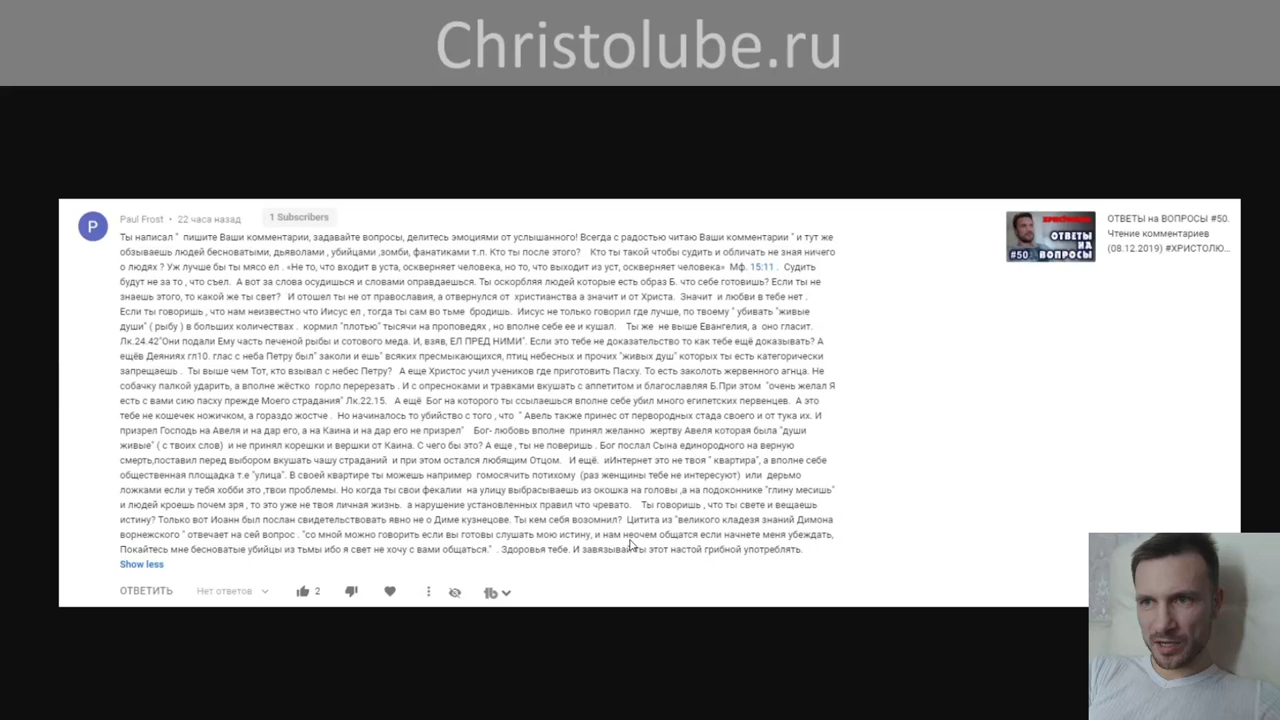 Christolube.ru
P
Paul Frost • 22 часа назад
1 Subscribers
Ты написал " пишите Ваши комментарии, задавайте вопросы, делитесь эмоциями от услышанного! Всегда с радостью читаю Ваши комментарии " и тут же
обзываешь людей бесноватыми, дьяволами , убийцами ,зомби, фанатиками т.п. Кто ты после этого? Кто ты такой чтобы судить и обличать не зная ничего
о людях ? Уж лучше бы ты мясо ел . «Не то, что входит в уста, оскверняет человека, но то, что выходит из уст, оскверняет человека» Мф. 15:11 . Судить
будут не за то , что съел. А вот за слова осудишься и словами оправдаешься. Ты оскорбляя людей которые есть образ Б. что себе готовишь? Если ты не
знаешь этого, то какой же ты свет? И отошел ты не от православия, а отвернулся от христианства а значит и от Христа. Значит и любви в тебе нет .
Если ты говоришь , что нам неизвестно что Иисус ел , тогда ты сам во тьме бродишь. Иисус не только говорил где лучше, по твоему " убивать "живые
души" ( рыбу ) в больших количествах . кормил "плотью" тысячи на проповедях , но вполне себе ее и кушал. Ты же не выше Евангелия, а оно гласит.
Лк.24.42"Они подали Ему часть печеной рыбы и сотового меда. И, взяв, ЕЛ ПРЕД НИМИ". Если это тебе не доказательство то как тебе ещё доказывать? А
ещёв Деяниях гл10. глас с неба Петру был" заколи и ешь" всяких пресмыкающихся, птиц небесных и прочих "живых душ" которых ты есть категорически
запрещаешь . Ты выше чем Тот, кто взывал с небес Петру? А еще Христос учил учеников где приготовить Пасху. То есть заколоть жервенного агнца. Не
собачку палкой ударить, а вполне жёстко горло перерезать . И с опресноками и травками вкушать с аппетитом и благославляя Б.При этом "очень желал Я
есть с вами сию пасху прежде Моего страдания" Лк.22.15. А ещё Бог на которого ты ссылаешься вполне себе убил много египетских первенцев. А это
тебе не кошечек ножичком, а гораздо жостче . Но начиналось то убийство с того , что " Авель также принес от первородных стада своего и от тука их. И
призрел Господь на Авеля и на дар его, а на Каина и на дар его не призрел" Бог- любовь вполне принял желанно жертву Авеля которая была "души
живые" ( с твоих слов) и не принял корешки и вершки от Каина. С чего бы это? А еще , ты не поверишь . Бог послал Сына единородного на верную
смерть,поставил перед выбором вкушать чашу страданий и при этом остался любящим Отцом. И ещё. иИнтернет это не твоя " квартира", а вполне себе
общественная площадка т.е "улица". В своей квартире ты можешь например гомосячить потихому (раз женщины тебе не интересуют) или дерьмо
ложками если у тебя хобби это ,твои проблемы. Но когда ты свои фекалии на улицу выбрасываешь из окошка на головы ,а на подоконнике "глину месишь"
и людей кроешь почем зря , то это уже не твоя личная жизнь. а нарушение установленных правил что чревато. Ты говоришь , что ты свете и вещаешь
истину? Только вот Иоанн был послан свидетельствовать явно не о Диме кузнецове. Ты кем себя возомнил? Цитита из "великого кладезя знаний Димона
ворнежского " отвечает на сей вопрос . "со мной можно говорить если вы готовы слушать мою истину, и нам неочем общатся если начнете меня убеждать,
Покайтесь мне бесноватые убийцы из тьмы ибо я свет не хочу с вами общаться." . Здоровья тебе. И завязывай ты этот настой грибной употреблять.
Show less
ОТВЕТИТЬ Нет ответов 2
ХРИСТОЛЮБ
ОТВЕТЫ
НА
#50 ВОПРОСЫ
ОТВЕТЫ на ВОПРОСЫ #50.
Чтение комментариев
(08.12.2019) #ХРИСТОЛЮ...